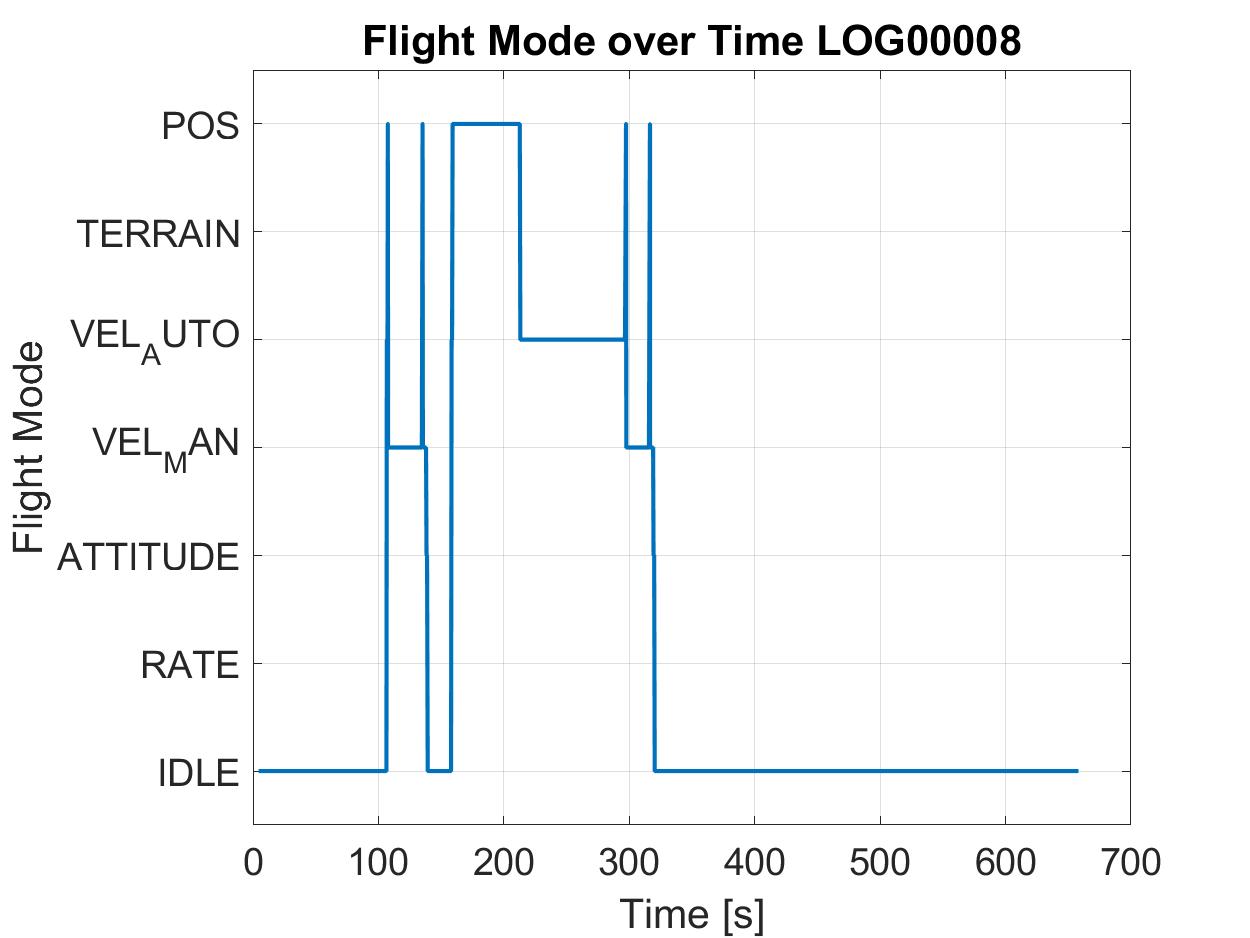 Flight Mode over Time LOG00008
POS
TERRAIN
VEL_AUTO
VEL_MAN
ATTITUDE
RATE
IDLE
Flight Mode
0 100 200 300 400 500 600 700
Time [s]